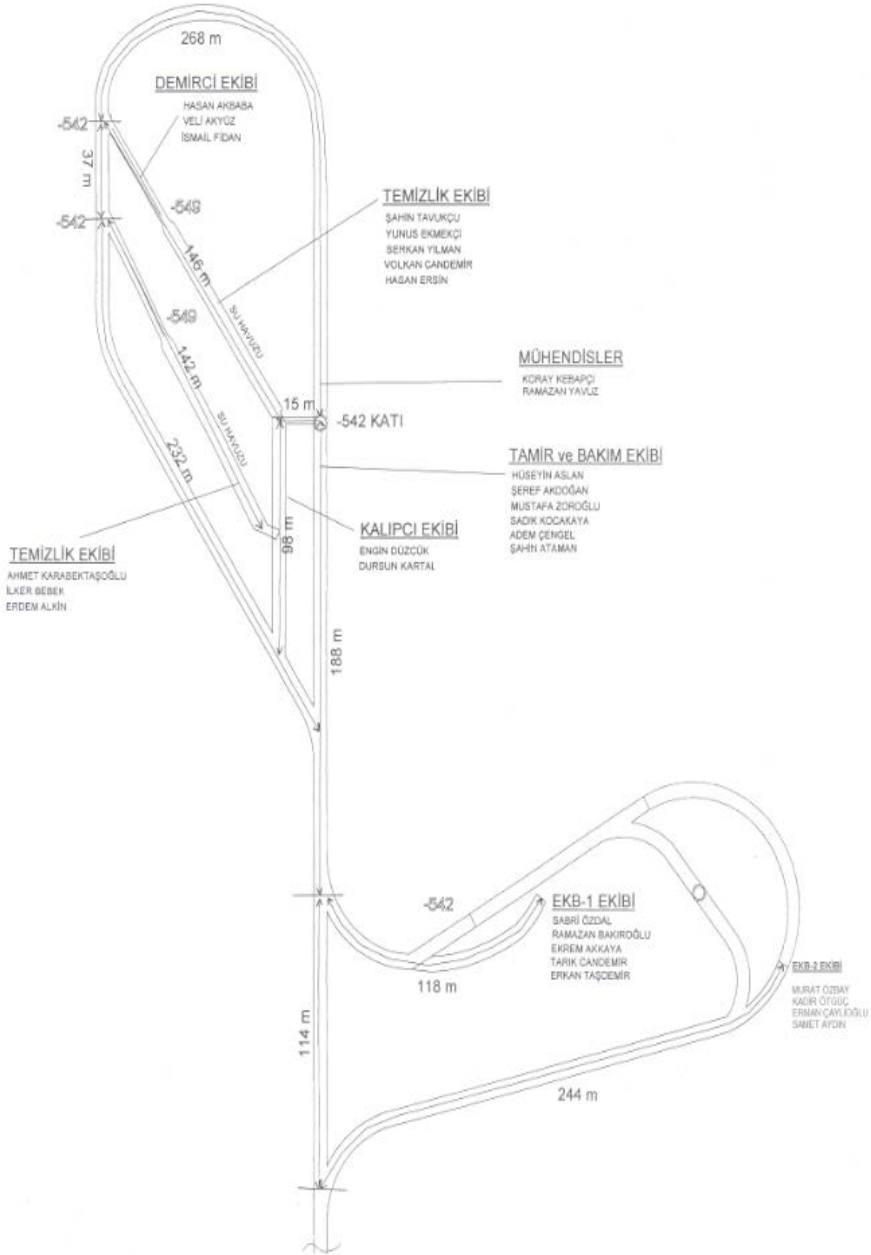 268 m
DEMİRCİ EKİBİ
HASAN AKBABA
VELİ AKYÜZ
İSMAİL FİDAN
-542
37 m
-542
-549
146 m
SU HAVUZU
TEMİZLİK EKİBİ
ŞAHİN TAVUKÇU
YUNUS EKMEKÇİ
SERKAN YILMAN
VOLKAN CANDEMİR
HASAN ERSİN
-549
142 m
SU HAVUZU
MÜHENDİSLER
KORAY KEBAPÇI
RAMAZAN YAVUZ
15 m
-542 KATI
232 m
TAMİR ve BAKIM EKİBİ
HÜSEYİN ASLAN
ŞEREF AKDOĞAN
MUSTAFA ZOROĞLU
SADIK KOCAKAYA
ADEM ÇENGEL
ŞAHİN ATAMAN
98 m
KALIPCI EKİBİ
ENGİN DÜZCÜK
DURSUN KARTAL
TEMİZLİK EKİBİ
AHMET KARABEKTAŞOĞLU
İLKER BEBEK
ERDEM ALKİN
188 m
-542
EKB-1 EKİBİ
SABRİ ÖZDAL
RAMAZAN BAKIROĞLU
EKREM AKKAYA
TARIK CANDEMİR
ERKAN TAŞDEMİR
118 m
EKB-2 EKİBİ
MURAT ÖZBAY
KADİR ÖTGÜÇ
ERMAN ÇAYLIOĞLU
SAMET AYDIN
114 m
244 m